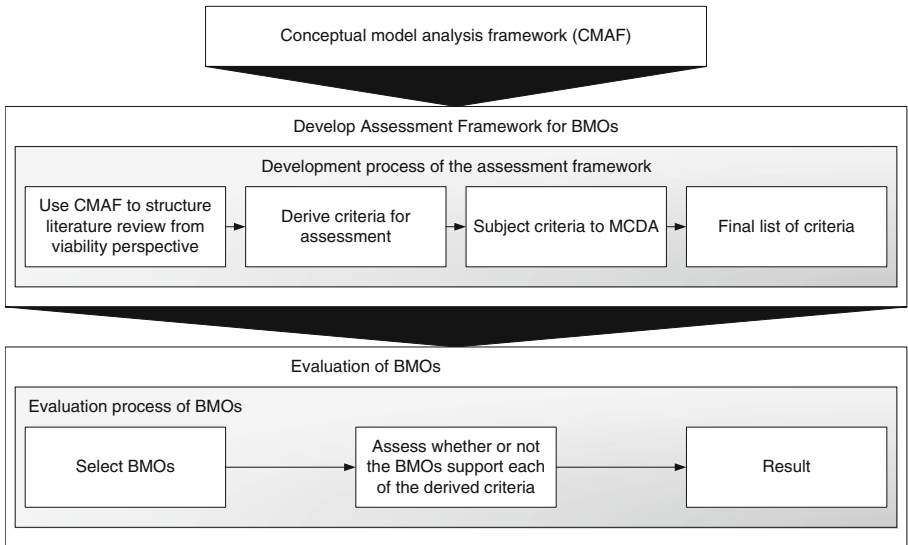 Conceptual model analysis framework (CMAF)
Develop Assessment Framework for BMOs
Development process of the assessment framework
Use CMAF to structure
literature review from
viability perspective
Derive criteria for
assessment
Subject criteria to MCDA
Final list of criteria
Evaluation of BMOs
Evaluation process of BMOs
Select BMOs
Assess whether or not
the BMOs support each
of the derived criteria
Result